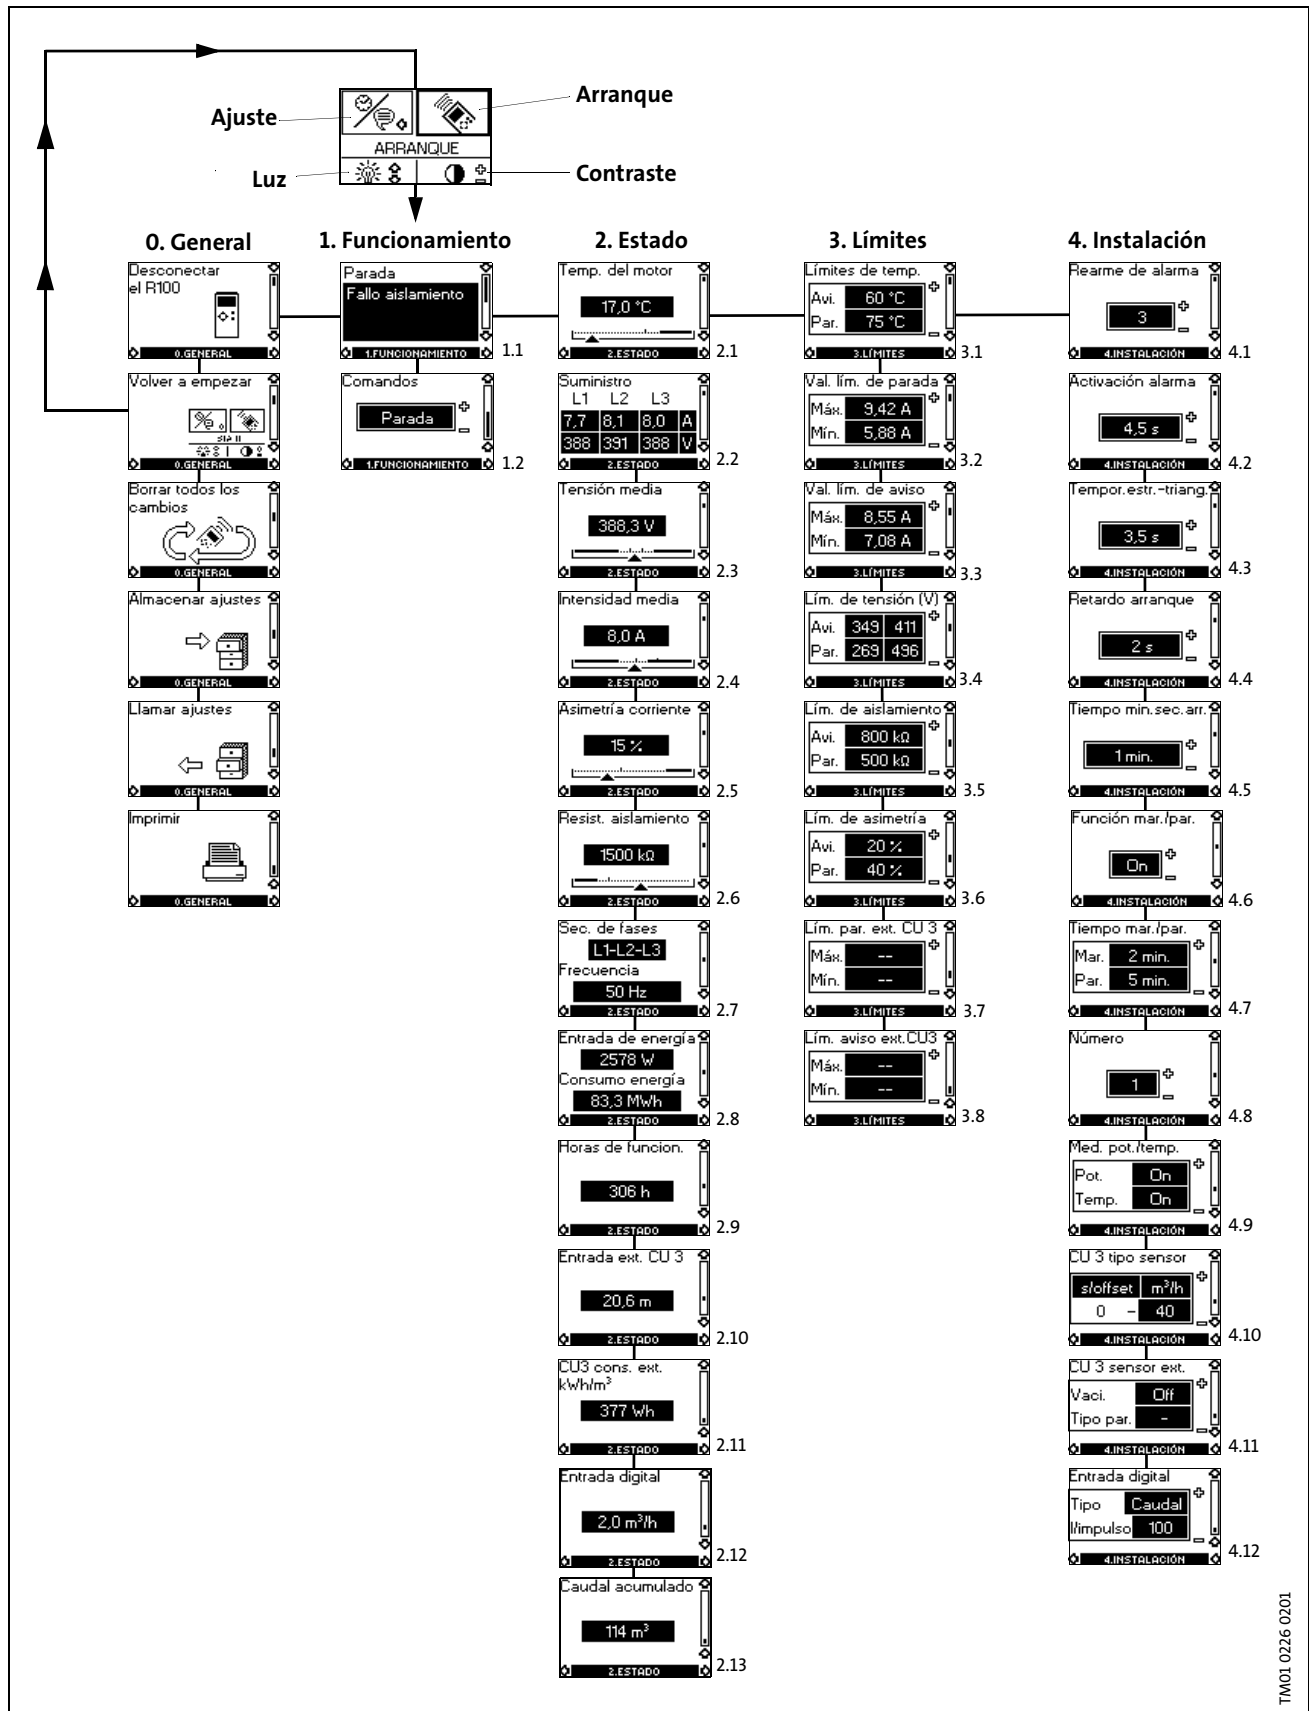 Ajuste
Arranque
ARRANQUE
Luz
Contraste
0. General
Desconectar
el R100
0.GENERAL
Volver a empezar
0.GENERAL
Borrar todos los
cambios
0.GENERAL
Almacenar ajustes
0.GENERAL
Llamar ajustes
0.GENERAL
Imprimir
0.GENERAL
1. Funcionamiento
Parada
Fallo aislamiento
1.FUNCIONAMIENTO 1.1
Comandos
Parada
1.FUNCIONAMIENTO 1.2
2. Estado
Temp. del motor
17,0 °C
2.ESTADO 2.1
Suministro
L1 L2 L3
7,7 8,1 8,0 A
388 391 388 V
2.ESTADO 2.2
Tensión media
388,3 V
2.ESTADO 2.3
Intensidad media
8,0 A
2.ESTADO 2.4
Asimetría corriente
15 %
2.ESTADO 2.5
Resist. aislamiento
1500 kΩ
2.ESTADO 2.6
Sec. de fases
L1-L2-L3
Frecuencia
50 Hz
2.ESTADO 2.7
Entrada de energía
2578 W
Consumo energía
83,3 MWh
2.ESTADO 2.8
Horas de funcion.
306 h
2.ESTADO 2.9
Entrada ext. CU 3
20,6 m
2.ESTADO 2.10
CU3 cons. ext.
kWh/m³
377 Wh
2.ESTADO 2.11
Entrada digital
2,0 m³/h
2.ESTADO 2.12
Caudal acumulado
114 m³
2.ESTADO 2.13
3. Límites
Límites de temp.
Avi. 60 °C
Par. 75 °C
3.LÍMITES 3.1
Val. lím. de parada
Máx. 9,42 A
Mín. 5,88 A
3.LÍMITES 3.2
Val. lím. de aviso
Máx. 8,55 A
Mín. 7,08 A
3.LÍMITES 3.3
Lím. de tensión (V)
Avi. 349 411
Par. 269 496
3.LÍMITES 3.4
Lím. de aislamiento
Avi. 800 kΩ
Par. 500 kΩ
3.LÍMITES 3.5
Lím. de asimetría
Avi. 20 %
Par. 40 %
3.LÍMITES 3.6
Lím. par. ext. CU 3
Máx. --
Mín. --
3.LÍMITES 3.7
Lím. aviso ext.CU3
Máx. --
Mín. --
3.LÍMITES 3.8
4. Instalación
Rearme de alarma
3
4.INSTALACIÓN 4.1
Activación alarma
4,5 s
4.INSTALACIÓN 4.2
Tempor.estr.-triang.
3,5 s
4.INSTALACIÓN 4.3
Retardo arranque
2 s
4.INSTALACIÓN 4.4
Tiempo min.sec.arr.
1 min.
4.INSTALACIÓN 4.5
Función mar./par.
On
4.INSTALACIÓN 4.6
Tiempo mar./par.
Mar. 2 min.
Par. 5 min.
4.INSTALACIÓN 4.7
Número
1
4.INSTALACIÓN 4.8
Med. pot./temp.
Pot. On
Temp. On
4.INSTALACIÓN 4.9
CU 3 tipo sensor
s/offset m³/h
0 - 40
4.INSTALACIÓN 4.10
CU 3 sensor ext.
Vaci. Off
Tipo par. -
4.INSTALACIÓN 4.11
Entrada digital
Tipo Caudal
l/impulso 100
4.INSTALACIÓN 4.12
TM01 0226 0201